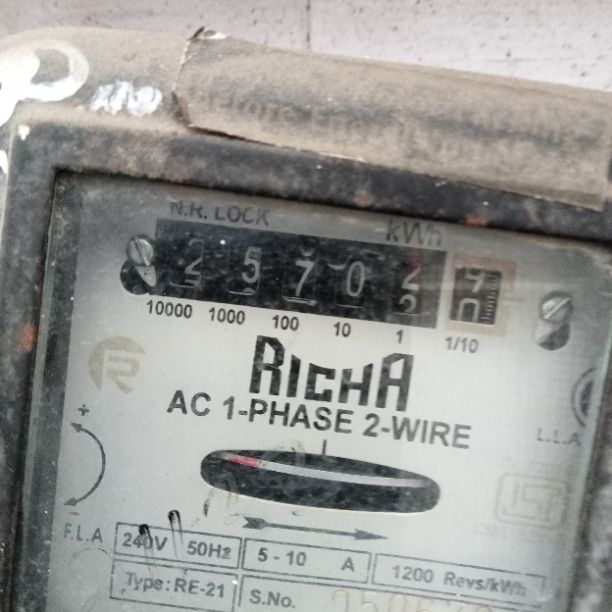 N.R. LOCK
kWh
2 5 7 0 2
10000 1000 100 10 1 1/10
RICHA
AC 1-PHASE 2-WIRE
L.L.A
+
-
F.L.A
240V 50Hz
5 - 10 A
1200 Revs/kWh
Type: RE-21
S.No.